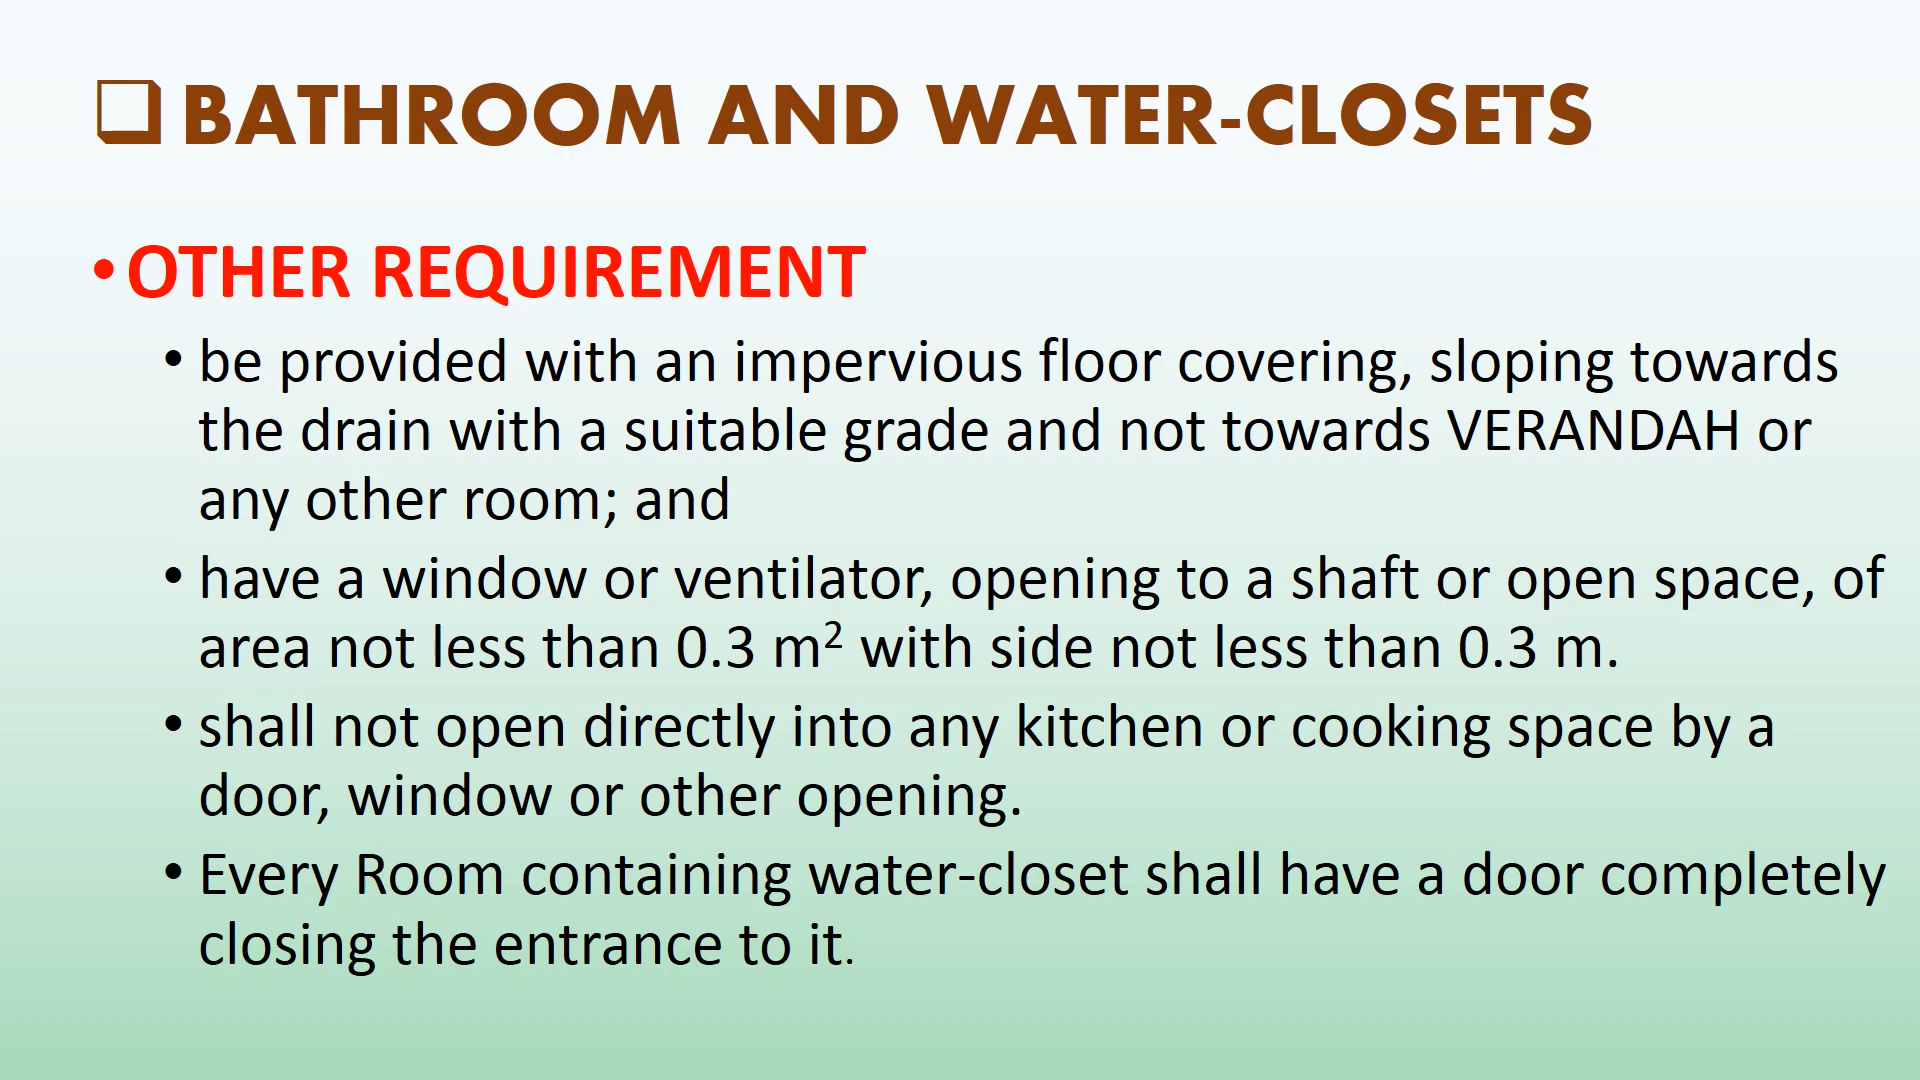 ❑ BATHROOM AND WATER-CLOSETS
• OTHER REQUIREMENT
• be provided with an impervious floor covering, sloping towards
the drain with a suitable grade and not towards VERANDAH or
any other room; and
• have a window or ventilator, opening to a shaft or open space, of
area not less than 0.3 m² with side not less than 0.3 m.
• shall not open directly into any kitchen or cooking space by a
door, window or other opening.
• Every Room containing water-closet shall have a door completely
closing the entrance to it.